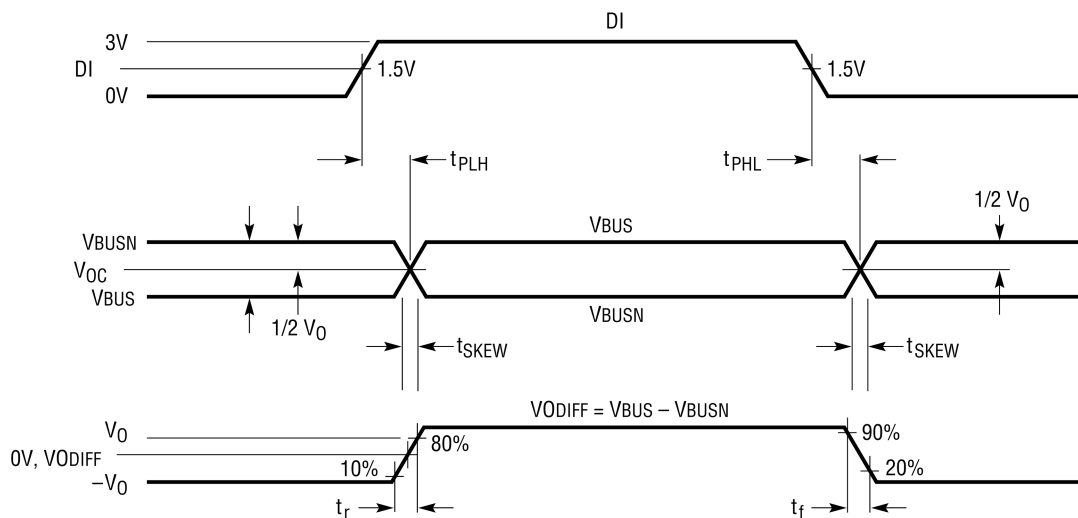 DI
3V
DI
1.5V
1.5V
0V
tPLH
tPHL
1/2 VO
VBUSN
VBUS
VOC
VBUS
VBUSN
1/2 VO
tSKEW
tSKEW
VODIFF = VBUS – VBUSN
VO
80%
90%
0V, VODIFF
10%
20%
–VO
tr
tf